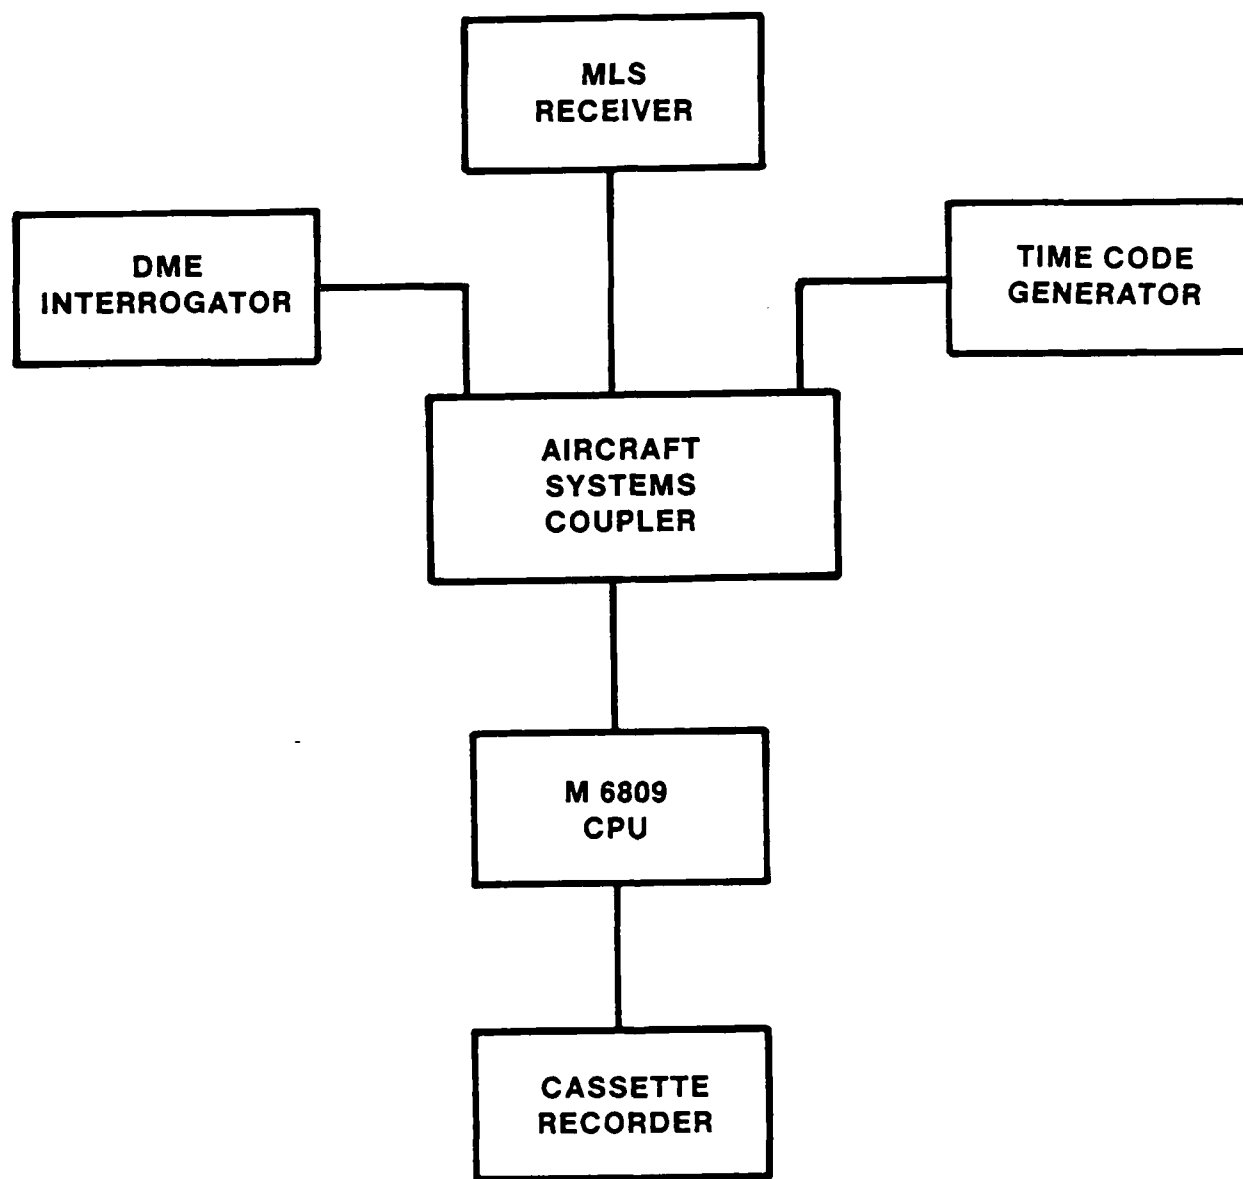 MLS
RECEIVER
DME
INTERROGATOR
TIME CODE
GENERATOR
AIRCRAFT
SYSTEMS
COUPLER
M 6809
CPU
CASSETTE
RECORDER